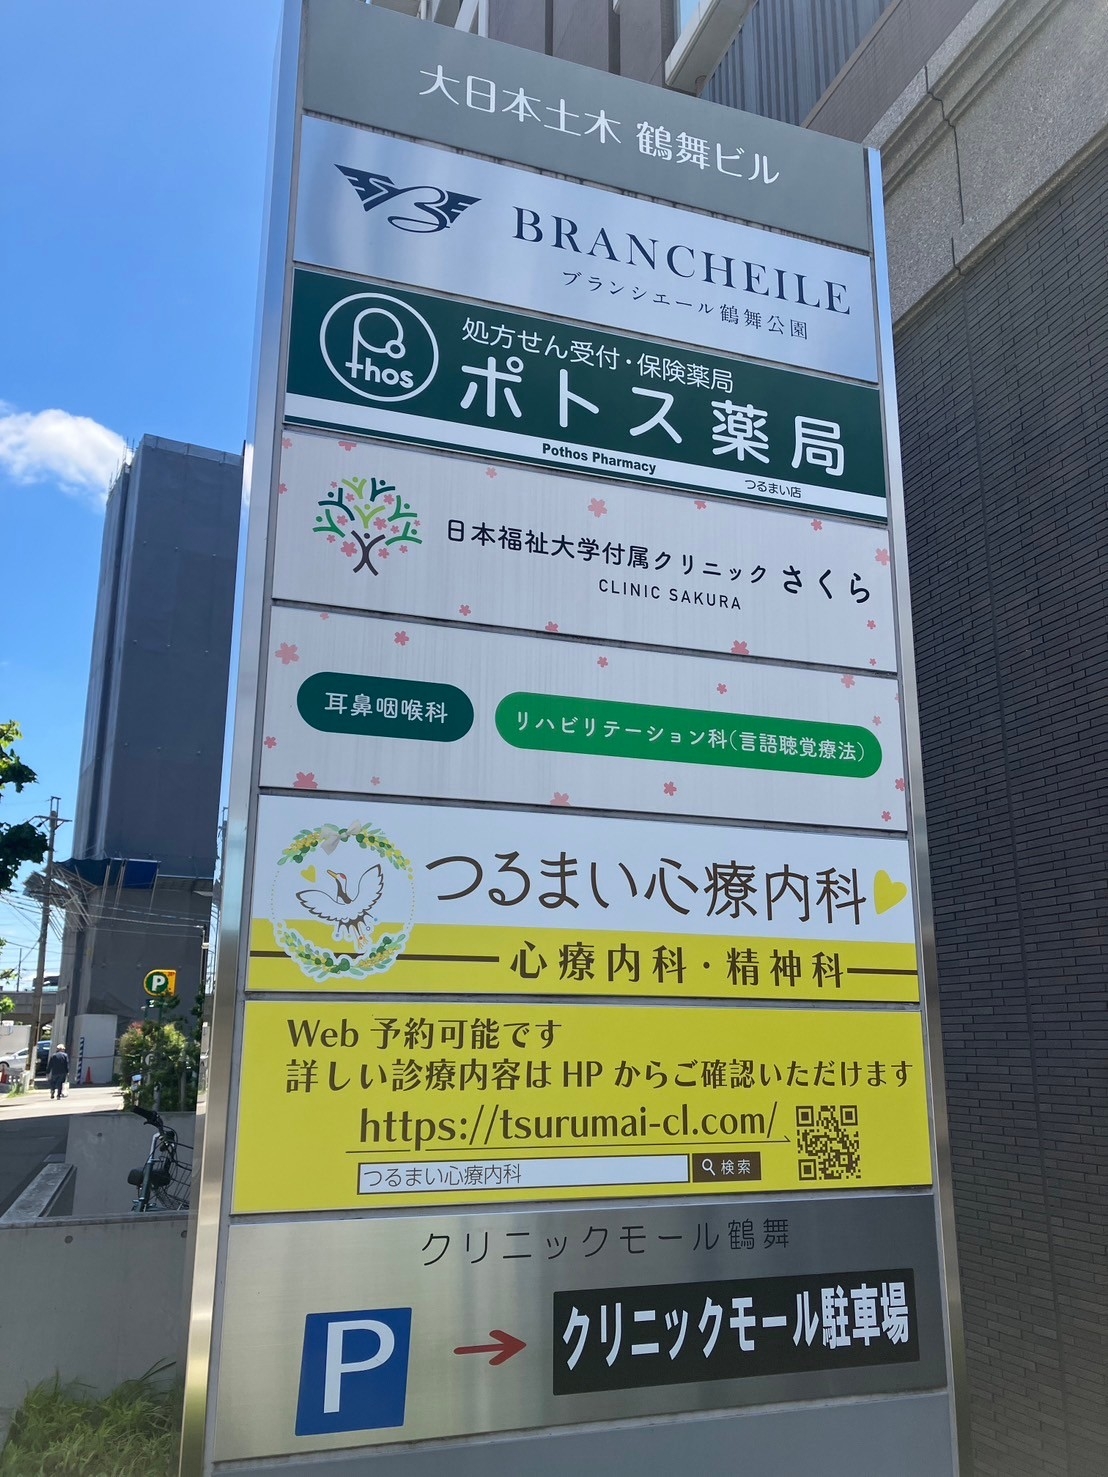 大日本土木 鶴舞ビル
BRANCHEILE
ブランシエール鶴舞公園
Pothos
処方せん受付・保険薬局
ポトス薬局
Pothos Pharmacy
つるまい店
日本福祉大学付属クリニック さくら
CLINIC SAKURA
耳鼻咽喉科
リハビリテーション科(言語聴覚療法)
つるまい心療内科
心療内科・精神科
P
Web 予約可能です
詳しい診療内容は HP からご確認いただけます
https://tsurumai-cl.com/
つるまい心療内科
検索
クリニックモール鶴舞
P
クリニックモール駐車場